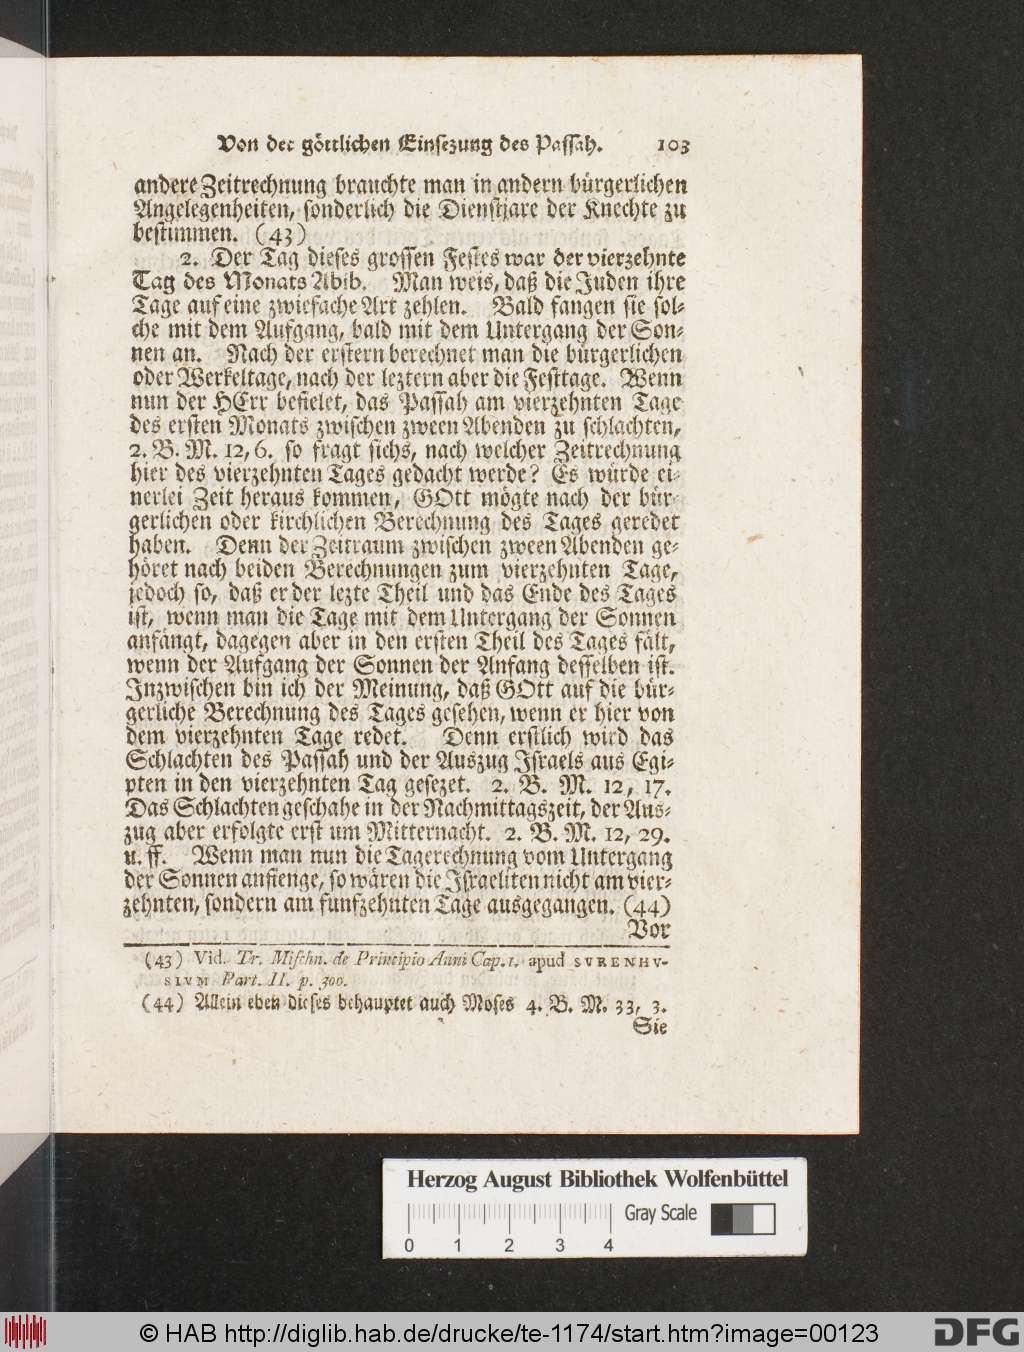 Von der göttlichen Einsezung des Passah. 103
andere Zeitrechnung brauchte man in andern bürgerlichen
Angelegenheiten, sonderlich die Dienstjare der Knechte zu
bestimmen. (43)
2. Der Tag dieses grossen Festes war der vierzehnte
Tag des Monats Abib. Man weis, daß die Juden ihre
Tage auf eine zwiefache Art zehlen. Bald fangen sie sol-
che mit dem Aufgang, bald mit dem Untergang der Son-
nen an. Nach der erstern berechnet man die bürgerlichen
oder Werkeltage, nach der leztern aber die Festtage. Wenn
nun der HErr befielet, das Passah am vierzehnten Tage
des ersten Monats zwischen zween Abenden zu schlachten,
2. B. M. 12, 6. so fragt sichs, nach welcher Zeitrechnung
hier des vierzehnten Tages gedacht werde? Es würde ei-
nerlei Zeit heraus kommen, GOtt mögte nach der bür-
gerlichen oder kirchlichen Berechnung des Tages geredet
haben. Denn der Zeitraum zwischen zween Abenden ge-
höret nach beiden Berechnungen zum vierzehnten Tage,
jedoch so, daß er der lezte Theil und das Ende des Tages
ist, wenn man die Tage mit dem Untergang der Sonnen
anfängt, dagegen aber in den ersten Theil des Tages fält,
wenn der Aufgang der Sonnen der Anfang desselben ist.
Inzwischen bin ich der Meinung, daß GOtt auf die bür-
gerliche Berechnung des Tages gesehen, wenn er hier von
dem vierzehnten Tage redet. Denn erstlich wird das
Schlachten des Passah und der Auszug Israels aus Egi-
pten in den vierzehnten Tag gesezet. 2. B. M. 12, 17.
Das Schlachten geschahe in der Nachmittagszeit, der Aus-
zug aber erfolgte erst um Mitternacht. 2. B. M. 12, 29.
u. ff. Wenn man nun die Tagerechnung vom Untergang
der Sonnen anfienge, so wären die Israeliten nicht am vier-
zehnten, sondern am funfzehnten Tage ausgegangen. (44)
Vor
(43) Vid. Tr. Mischn. de Principio Anni Cap. 1. apud SURENHV-
SIVM Part. II. p. 300.
(44) Allein eben dieses behauptet auch Moses 4. B. M. 33, 3.
Sie
Herzog August Bibliothek Wolfenbüttel
Gray Scale
0 1 2 3 4
© HAB http://diglib.hab.de/drucke/te-1174/start.htm?image=00123
DFG